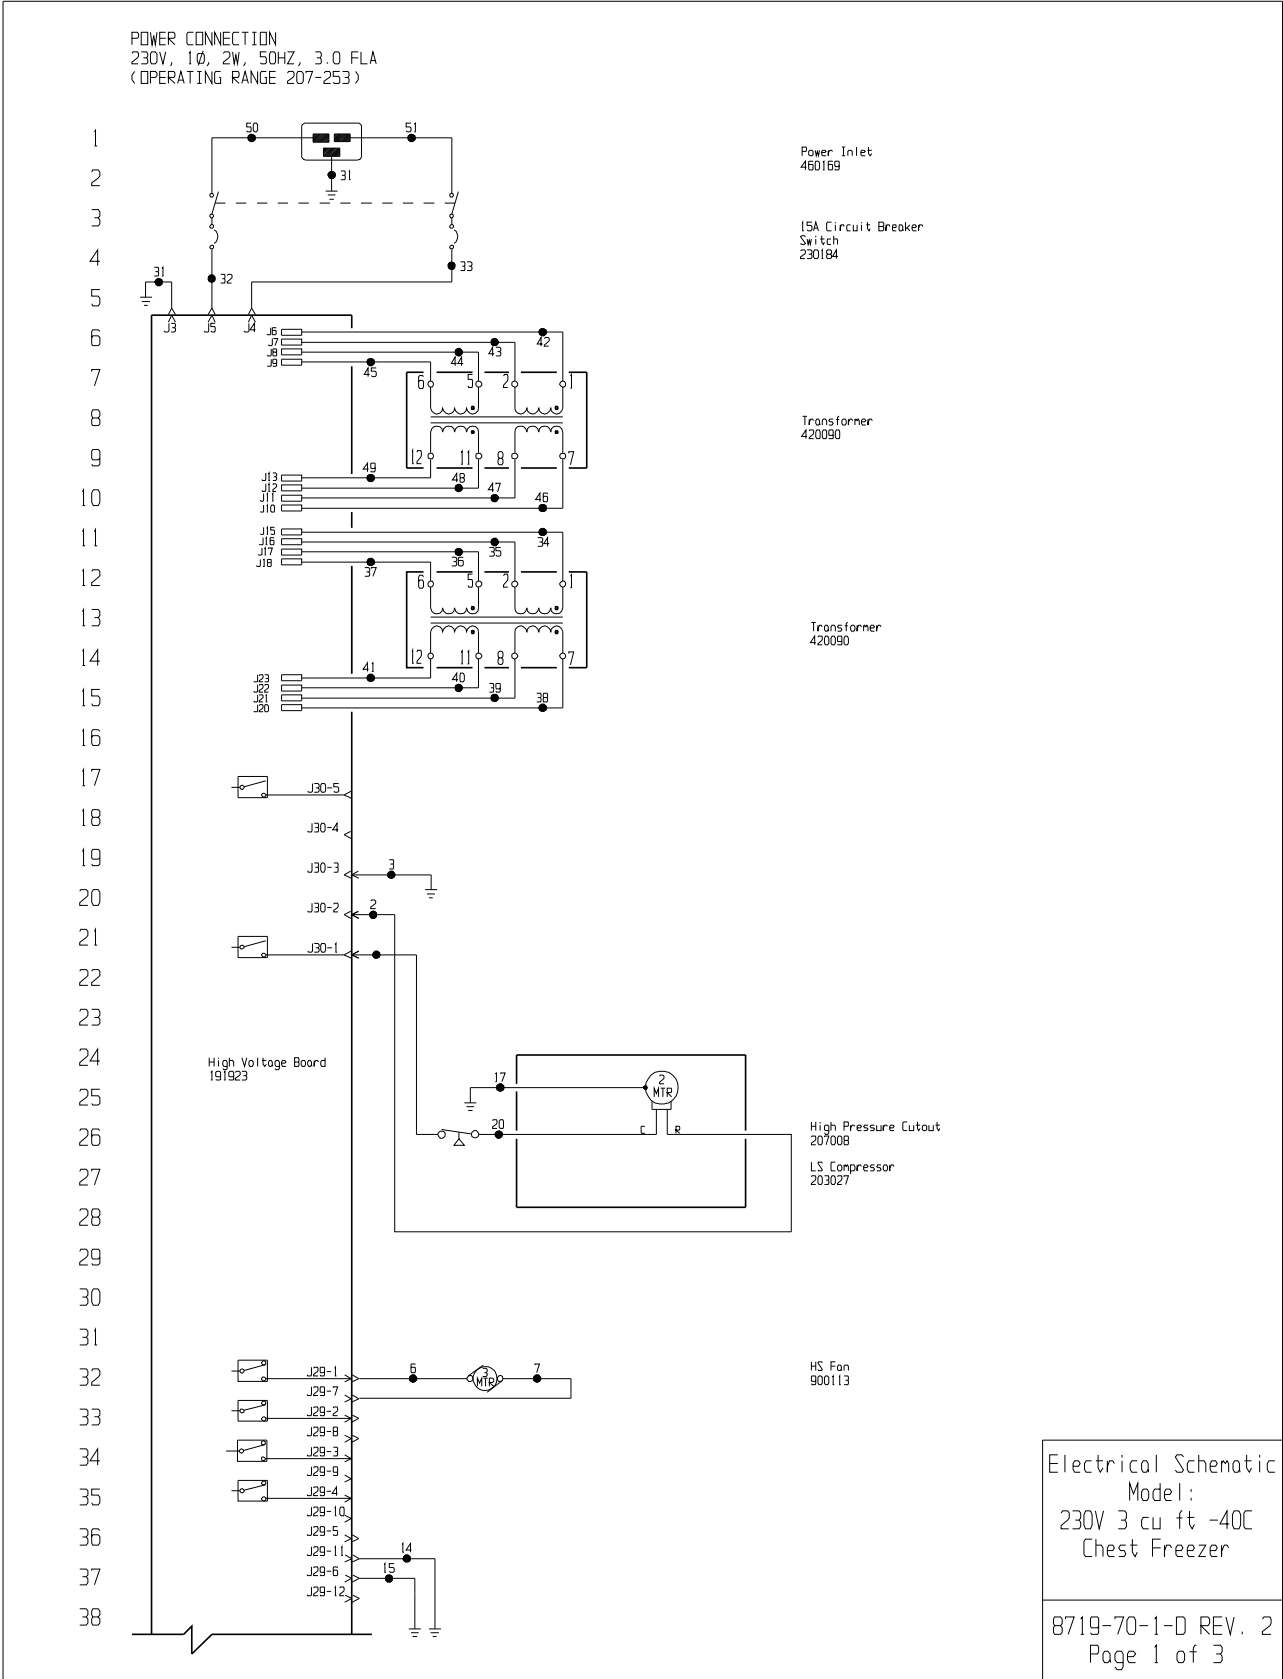 POWER CONNECTION
230V, 1Ø, 2W, 50HZ, 3.0 FLA
(OPERATING RANGE 207-253)
1
50
51
Power Inlet
460169
2
31
3
15A Circuit Breaker
Switch
230184
4
31
32
33
5
J3
J5
J4
6
J6
J7
J8
J9
42
43
44
45
7
6
5
2
1
8
Transformer
420090
9
12
11
8
7
J13
J12
J11
J10
49
48
47
46
10
11
J15
J16
J17
J18
34
35
36
37
12
6
5
2
1
13
Transformer
420090
14
12
11
8
7
J23
J22
J21
J20
41
40
39
38
15
16
17
J30-5
18
J30-4
19
J30-3
3
20
J30-2
2
21
J30-1
22
23
24
High Voltage Board
191923
2
MTR
17
25
26
20
C
R
High Pressure Cutout
207008
27
LS Compressor
203027
28
29
30
31
32
J29-1
6
3
MTR
7
HS Fan
900113
J29-7
33
J29-2
J29-8
34
J29-3
J29-9
35
J29-4
J29-10
36
J29-5
J29-11
14
37
J29-6
15
J29-12
38
Electrical Schematic
Model:
230V 3 cu ft -40C
Chest Freezer
8719-70-1-D REV. 2
Page 1 of 3